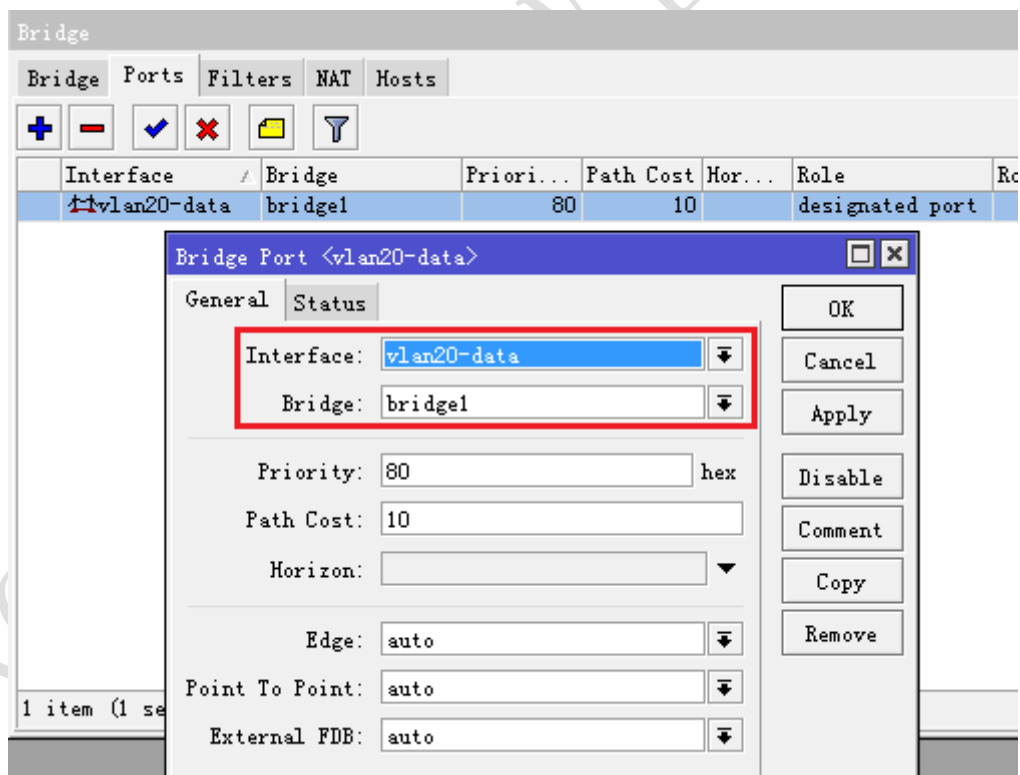 Bridge
Bridge Ports Filters NAT Hosts
Interface Bridge Priori... Path Cost Hor... Role Ro
vlan20-data bridge1 80 10 designated port
Bridge Port <vlan20-data>
General Status
OK
Interface: vlan20-data
Cancel
Bridge: bridge1
Apply
Priority: 80 hex
Disable
Path Cost: 10
Comment
Horizon:
Copy
Edge: auto
Remove
Point To Point: auto
1 item (1 se
External FDB: auto